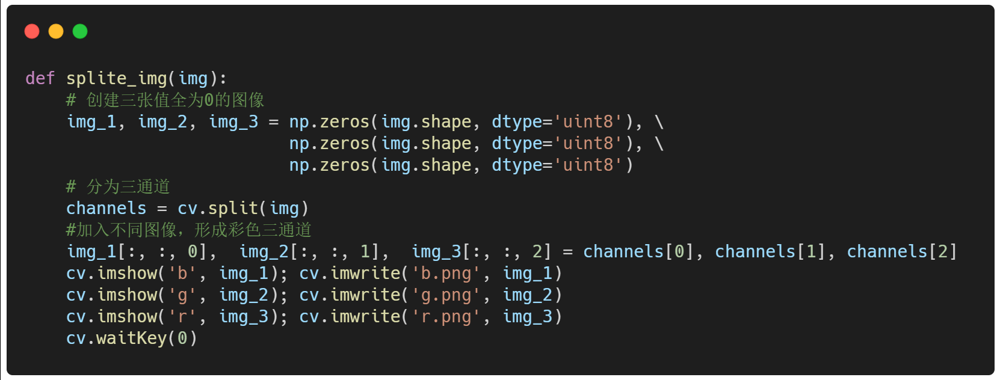 def splite_img(img):
    # 创建三张值全为0的图像
    img_1, img_2, img_3 = np.zeros(img.shape, dtype='uint8'), \
                          np.zeros(img.shape, dtype='uint8'), \
                          np.zeros(img.shape, dtype='uint8')
    # 分为三通道
    channels = cv.split(img)
    #加入不同图像，形成彩色三通道
    img_1[:, :, 0],  img_2[:, :, 1],  img_3[:, :, 2] = channels[0], channels[1], channels[2]
    cv.imshow('b', img_1); cv.imwrite('b.png', img_1)
    cv.imshow('g', img_2); cv.imwrite('g.png', img_2)
    cv.imshow('r', img_3); cv.imwrite('r.png', img_3)
    cv.waitKey(0)